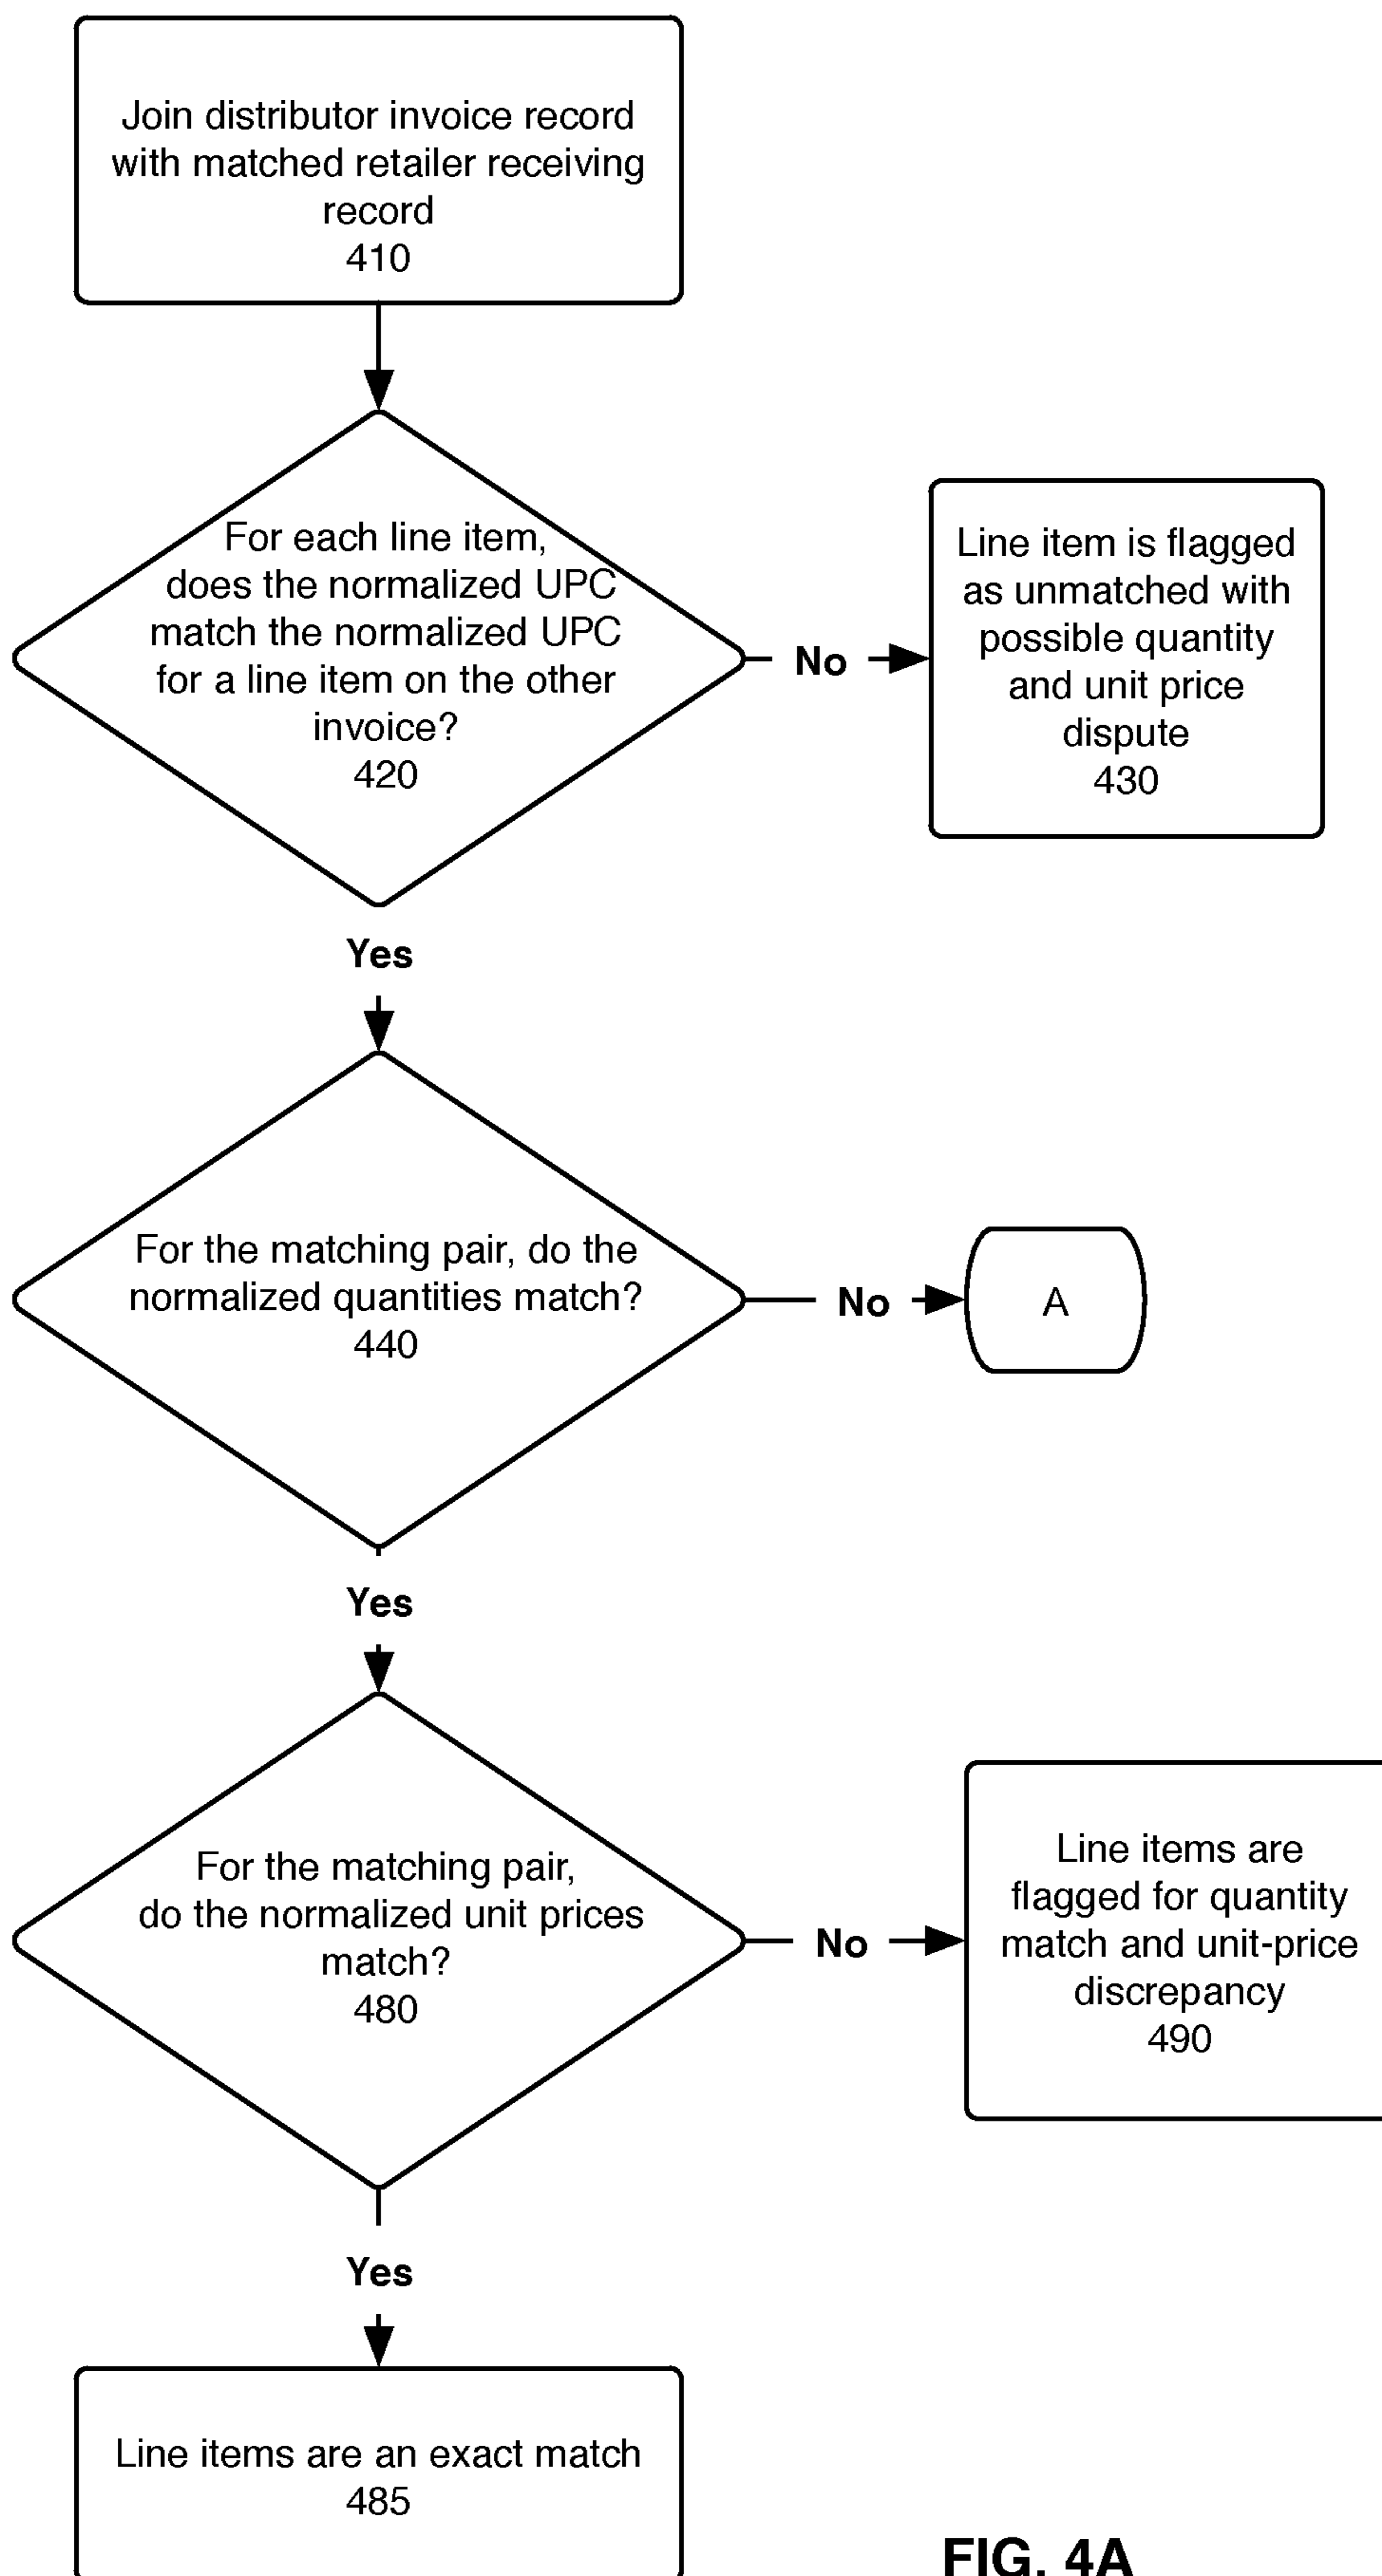 Join distributor invoice record
with matched retailer receiving
record
410
For each line item,
does the normalized UPC
match the normalized UPC
for a line item on the other
invoice?
420
No
Line item is flagged
as unmatched with
possible quantity
and unit price
dispute
430
Yes
For the matching pair, do the
normalized quantities match?
440
No
A
Yes
For the matching pair,
do the normalized unit prices
match?
480
No
Line items are
flagged for quantity
match and unit-price
discrepancy
490
Yes
Line items are an exact match
485
FIG. 4A